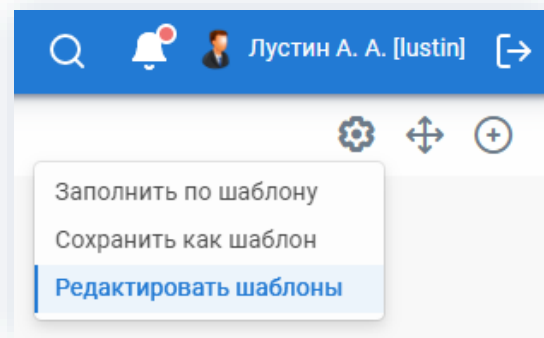 Лустин А. А. [lustin]
Заполнить по шаблону
Сохранить как шаблон
Редактировать шаблоны